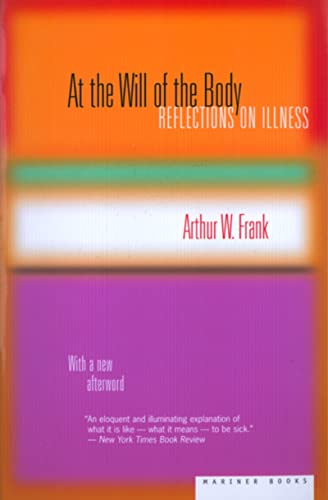 At the Will of the Body
REFLECTIONS ON ILLNESS
Arthur W. Frank
With a new
afterword
"An eloquent and illuminating explanation of
what it is like — what it means — to be sick."
— New York Times Book Review
MARINER BOOKS